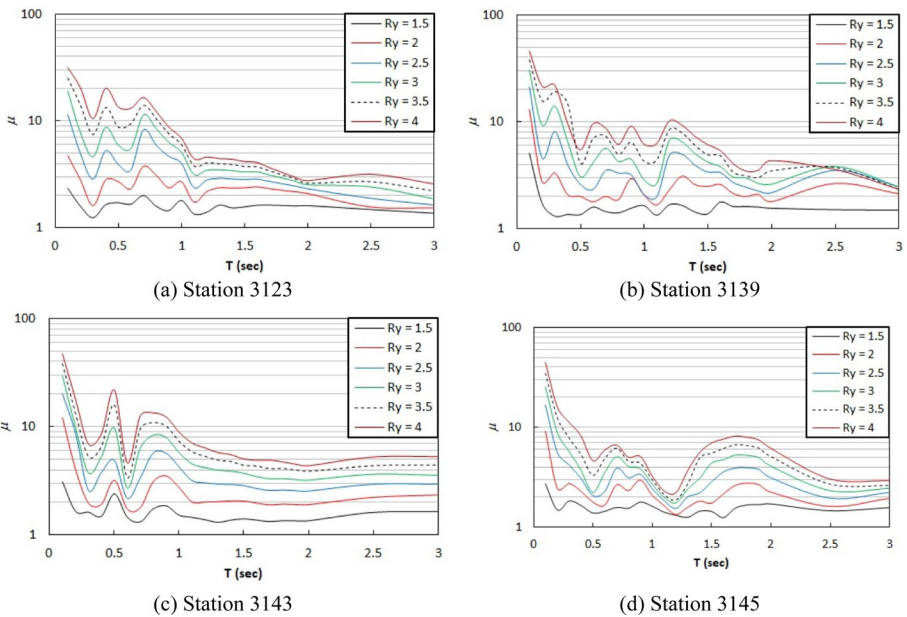 100
10
1
μ
0
0.5
1
1.5
2
2.5
3
T (sec)
Ry = 1.5
Ry = 2
Ry = 2.5
Ry = 3
Ry = 3.5
Ry = 4
(a) Station 3123
100
10
1
μ
0
0.5
1
1.5
2
2.5
3
T (sec)
Ry = 1.5
Ry = 2
Ry = 2.5
Ry = 3
Ry = 3.5
Ry = 4
(b) Station 3139
100
10
1
μ
0
0.5
1
1.5
2
2.5
3
T (sec)
Ry = 1.5
Ry = 2
Ry = 2.5
Ry = 3
Ry = 3.5
Ry = 4
(c) Station 3143
100
10
1
μ
0
0.5
1
1.5
2
2.5
3
T (sec)
Ry = 1.5
Ry = 2
Ry = 2.5
Ry = 3
Ry = 3.5
Ry = 4
(d) Station 3145